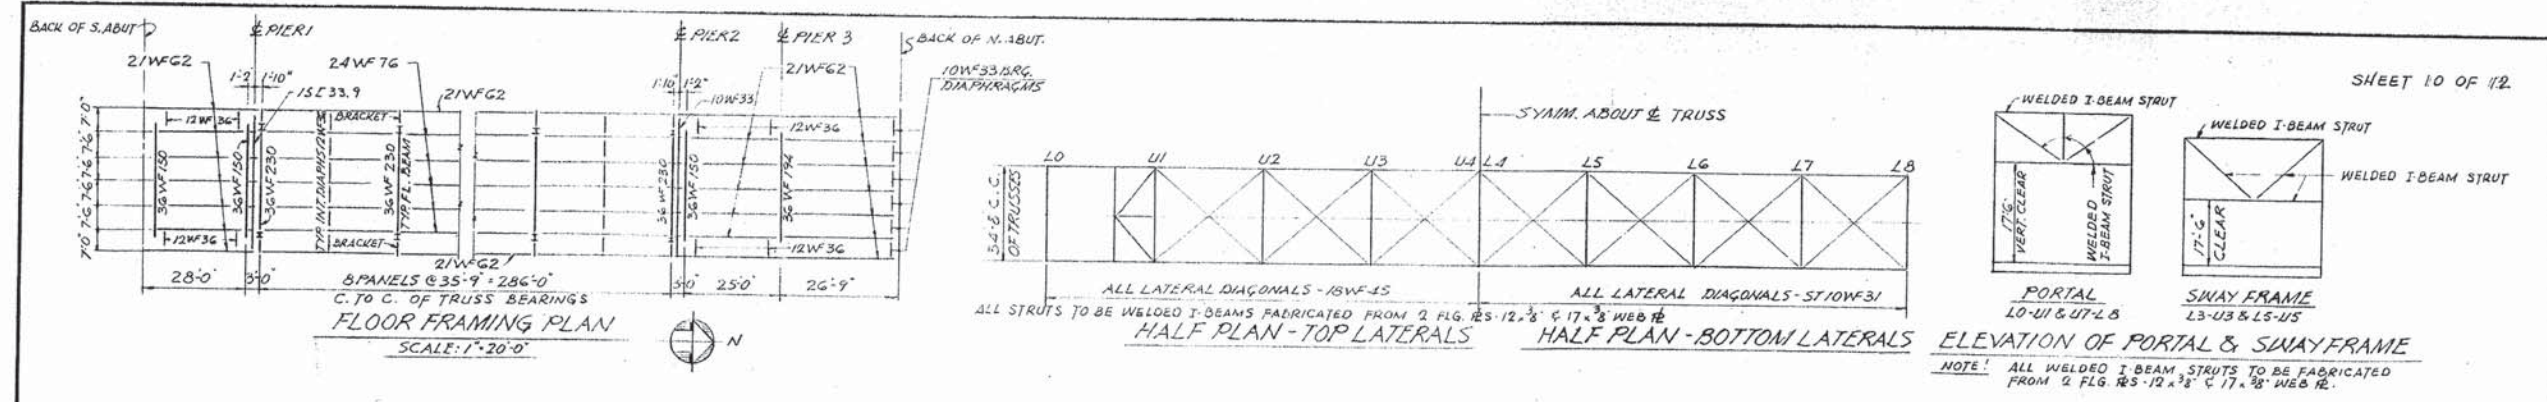 BACK OF S. ABUT
℄ PIER 1
℄ PIER 2
℄ PIER 3
BACK OF N. ABUT.
SHEET 10 OF 12
21WF62
1'-2"
1'-10"
24WF76
15[33.9
21WF62
1'-10"
1'-2"
10WF33
21WF62
10WF33 BRG.
DIAPHRAGMS
7'-0" 7'-6" 7'-6" 7'-6" 7'-6" 7'-0"
12WF36
36WF150
36WF150
36WF230
TYP. INT. DIAPHS 12WF36
BRACKET
36WF230
TYP. FL. BEAM
36WF230
36WF150
12WF36
36WF194
12WF36
BRACKET
21WF62
12WF36
28'-0"
3'-0"
8 PANELS @ 35'-9" = 286'-0"
C. TO C. OF TRUSS BEARINGS
3'-0"
25'-0"
26'-9"
FLOOR FRAMING PLAN
SCALE: 1"=20'-0"
N
SYMM. ABOUT ℄ TRUSS
L0 U1 U2 U3 U4 L4 L5 L6 L7 L8
34'-8" C.C.
OF TRUSSES
ALL LATERAL DIAGONALS - 18WF45
ALL LATERAL DIAGONALS - ST10WF31
ALL STRUTS TO BE WELDED I-BEAMS FABRICATED FROM 2 FLG. ℞S - 12 x 3/8" & 17 x 3/8" WEB ℞
HALF PLAN - TOP LATERALS
HALF PLAN - BOTTOM LATERALS
WELDED I-BEAM STRUT
17'-6"
VERT. CLEAR
WELDED
I-BEAM STRUT
PORTAL
L0-U1 & U7-L8
WELDED I-BEAM STRUT
WELDED I-BEAM STRUT
17'-6"
CLEAR
SWAY FRAME
L3-U3 & L5-U5
ELEVATION OF PORTAL & SWAY FRAME
NOTE: ALL WELDED I-BEAM STRUTS TO BE FABRICATED
FROM 2 FLG. ℞S - 12 x 3/8" & 17 x 3/8" WEB ℞.